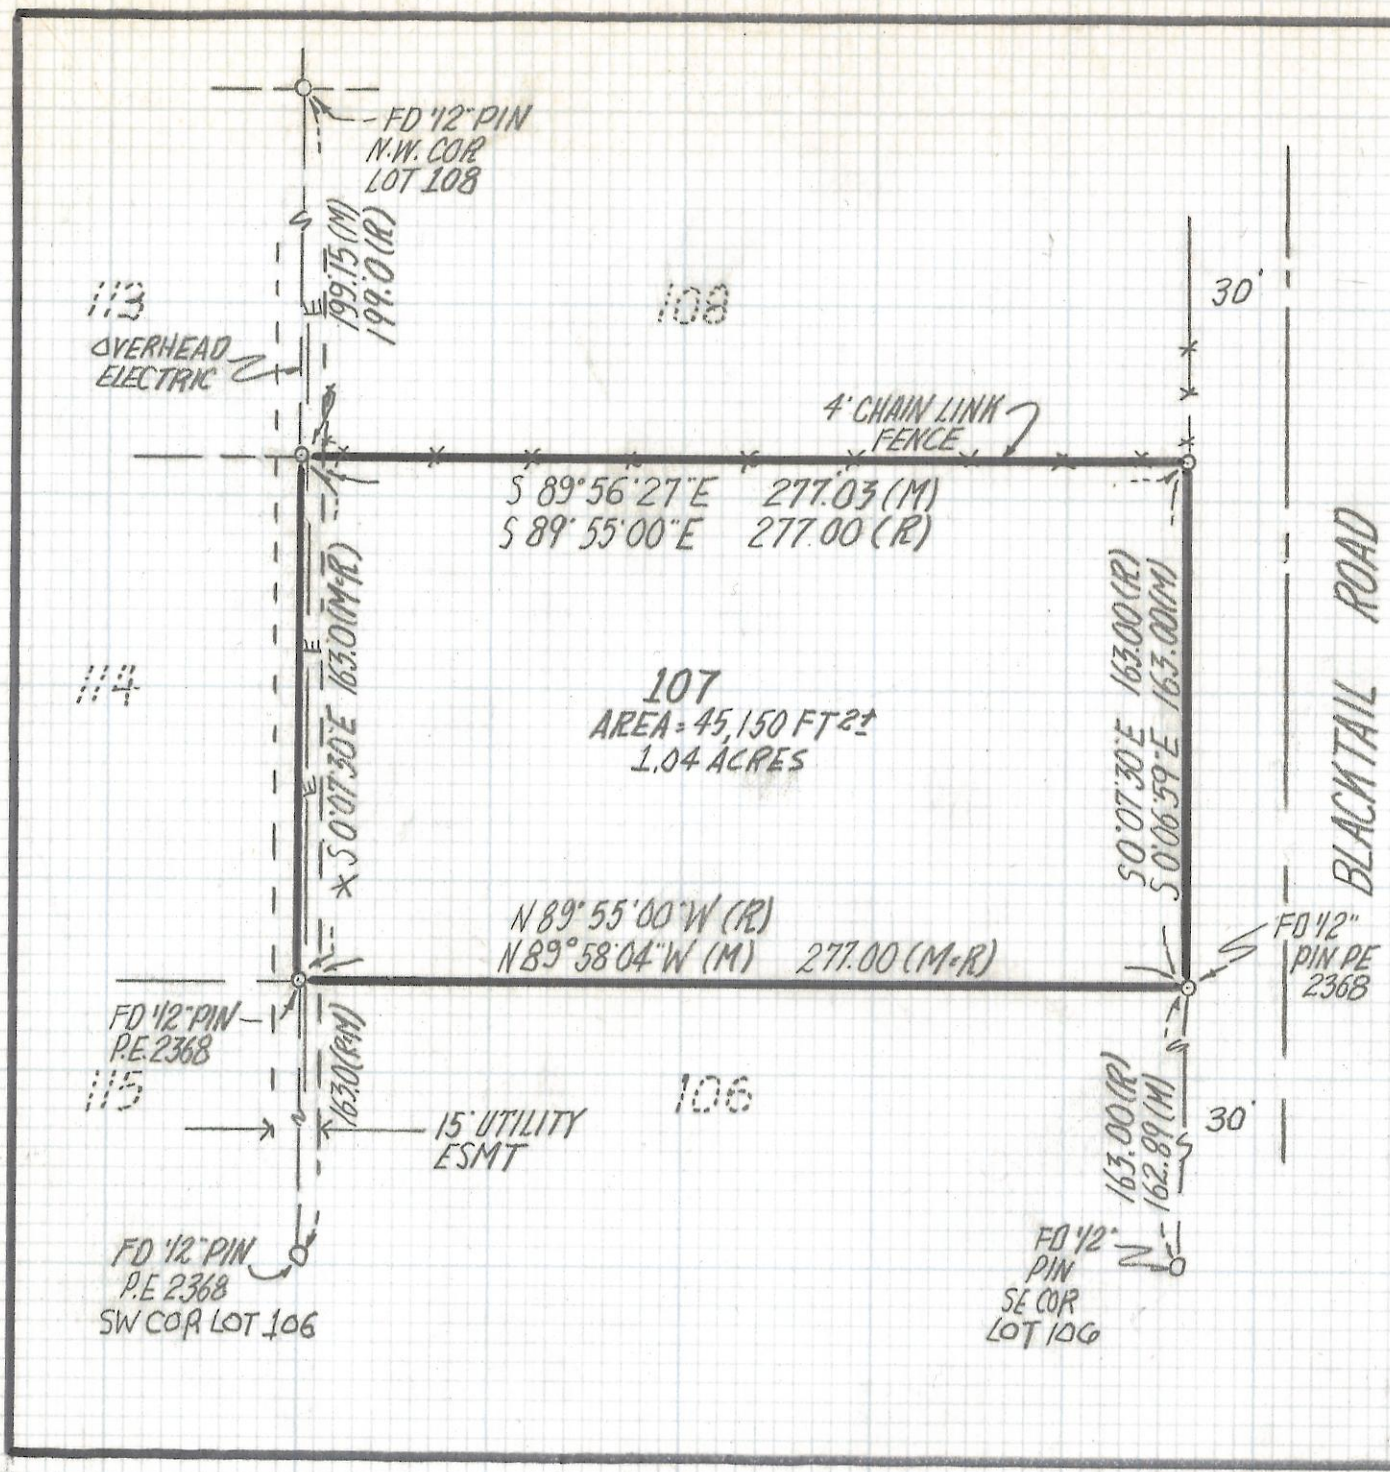 FD 1/2" PIN
N.W. COR
LOT 108
199.15 (M)
199.0 (R)
113
108
30'
OVERHEAD
ELECTRIC
E
4' CHAIN LINK
FENCE
S 89°56'27"E 277.03 (M)
S 89°55'00"E 277.00 (R)
BLACKTAIL ROAD
E
E
* S 0°07'30"E 163.0 (M=R)
S 0°07'30"E 163.00 (R)
S 0°06'59"E 163.00 (M)
114
107
AREA = 45,150 FT2±
1.04 ACRES
N 89°55'00"W (R)
N 89°58'04"W (M) 277.00 (M=R)
FD 1/2"
PIN PE
2368
FD 1/2" PIN
P.E. 2368
163.0 (R&M)
115
106
15' UTILITY
ESMT
163.00 (R)
162.89 (M)
30'
FD 1/2" PIN
P.E 2368
SW COR LOT 106
FD 1/2"
PIN
SE COR
LOT 106